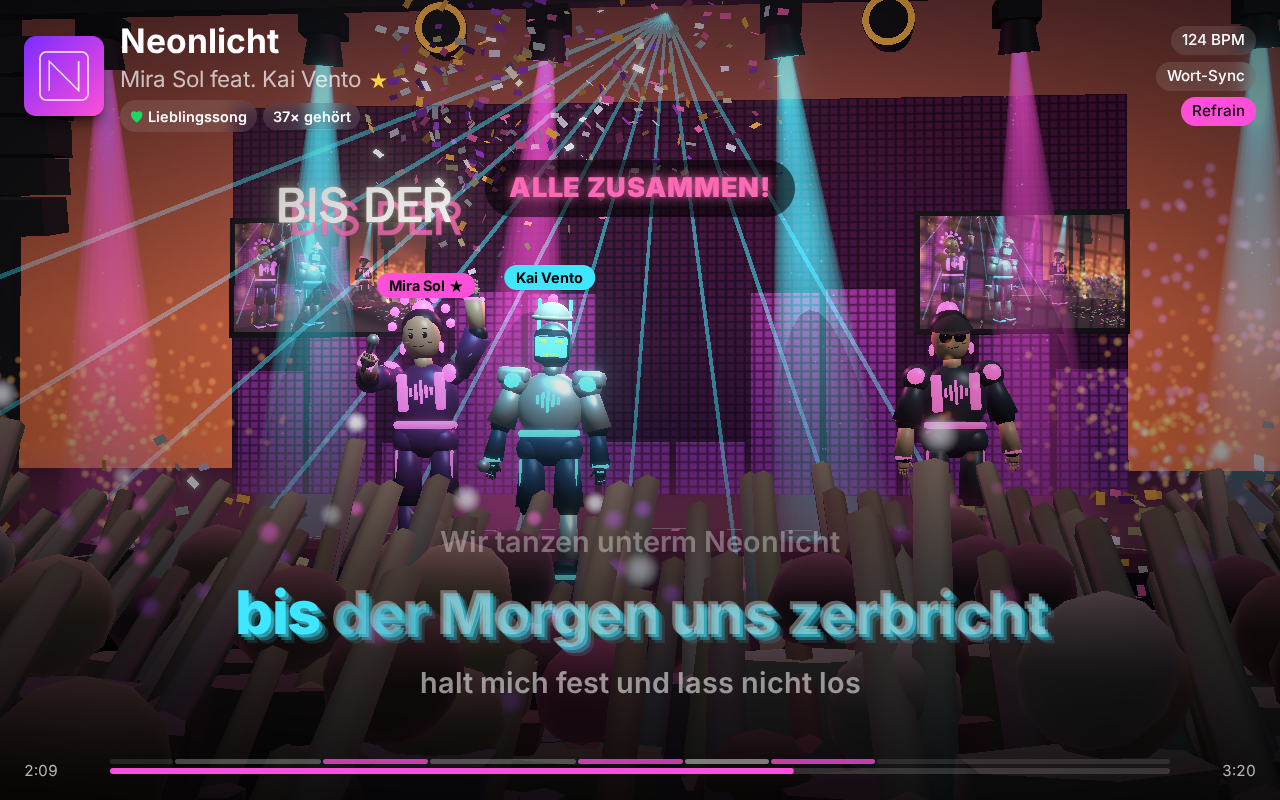 Neonlicht
Mira Sol feat. Kai Vento ★
Lieblingssong
37× gehört
124 BPM
Wort-Sync
Refrain
N
ALLE ZUSAMMEN!
BIS DER
BIS DER
Mira Sol ★
Kai Vento
Wir tanzen unterm Neonlicht
bis der Morgen uns zerbricht
halt mich fest und lass nicht los
2:09
3:20